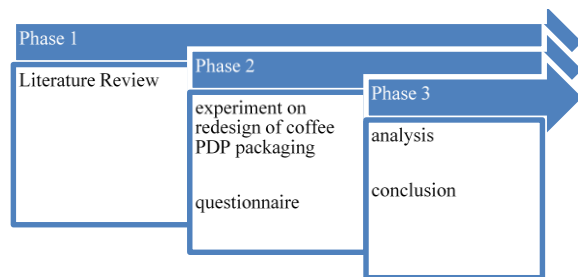 Phase 1
Literature Review
Phase 2
experiment on
redesign of coffee
PDP packaging
questionnaire
Phase 3
analysis
conclusion